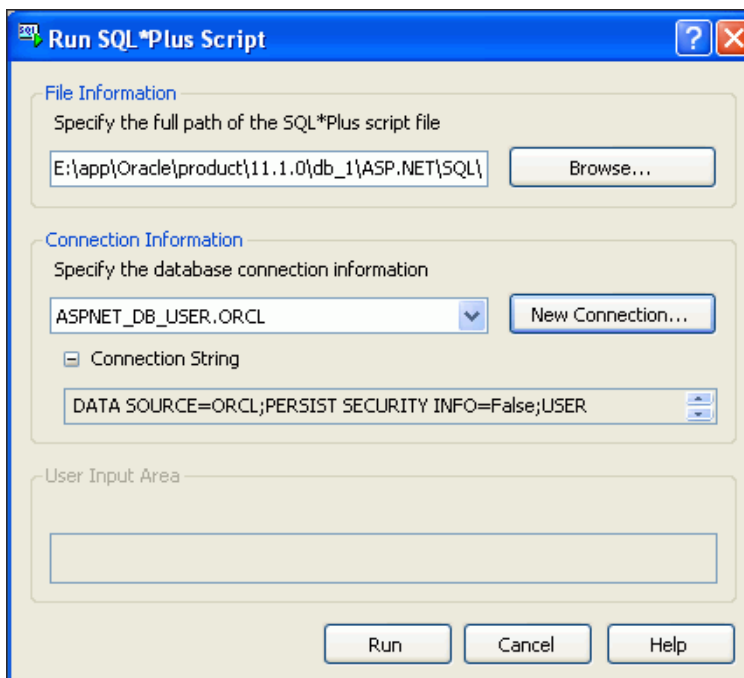 SQL
Run SQL*Plus Script
?
File Information
Specify the full path of the SQL*Plus script file
E:\app\Oracle\product\11.1.0\db_1\ASP.NET\SQL\
Browse...
Connection Information
Specify the database connection information
ASPNET_DB_USER.ORCL
New Connection...
Connection String
DATA SOURCE=ORCL;PERSIST SECURITY INFO=False;USER
User Input Area
Run
Cancel
Help